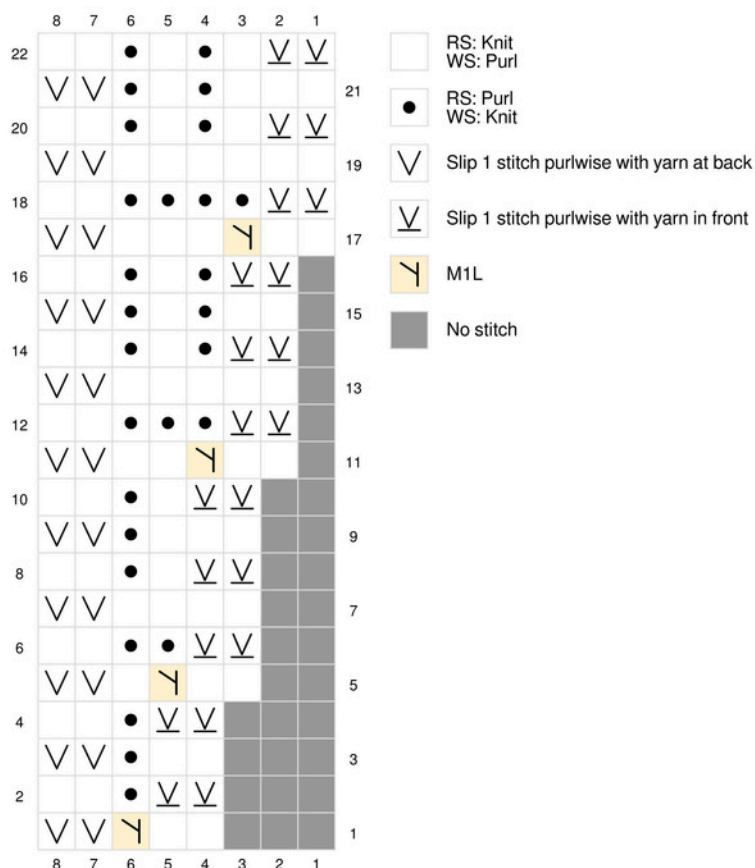 8 7 6 5 4 3 2 1
22
RS: Knit
WS: Purl
21
RS: Purl
WS: Knit
20
19
Slip 1 stitch purlwise with yarn at back
18
Slip 1 stitch purlwise with yarn in front
17
16
M1L
15
No stitch
14
13
12
11
10
9
8
7
6
5
4
3
2
1
8 7 6 5 4 3 2 1